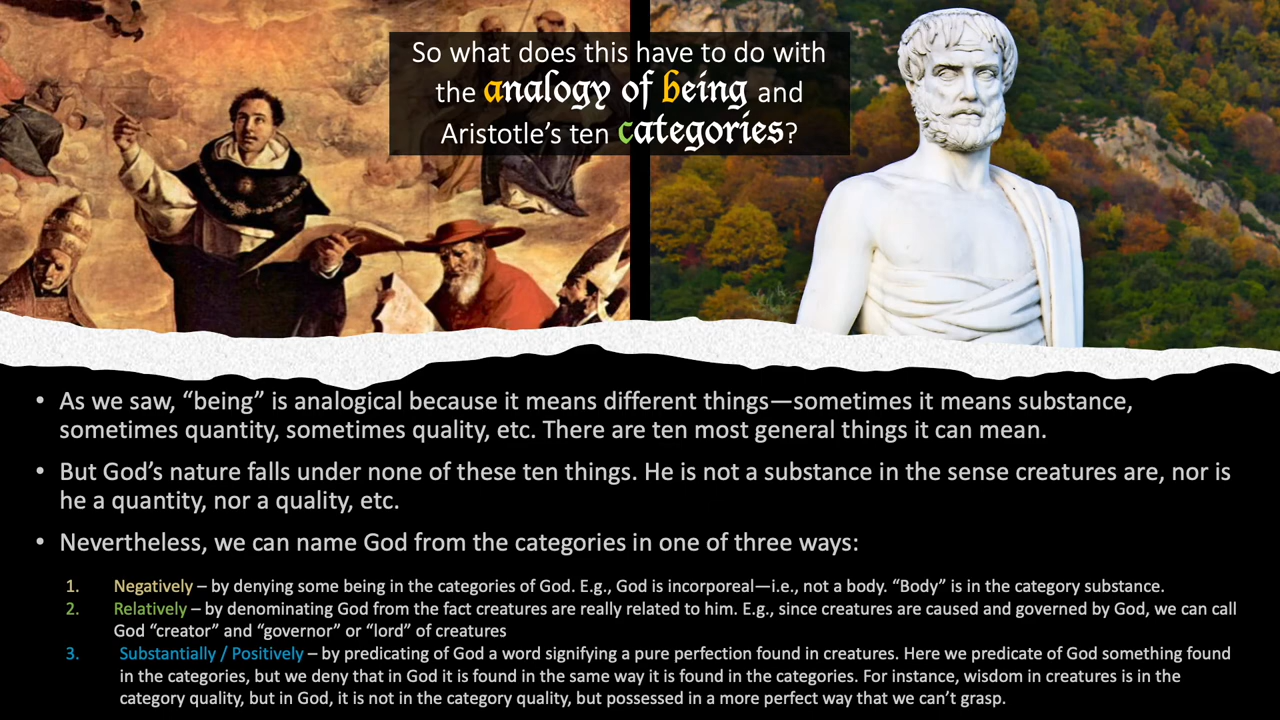 So what does this have to do with
the analogy of being and
Aristotle’s ten categories?
• As we saw, “being” is analogical because it means different things—sometimes it means substance,
sometimes quantity, sometimes quality, etc. There are ten most general things it can mean.
• But God’s nature falls under none of these ten things. He is not a substance in the sense creatures are, nor is
he a quantity, nor a quality, etc.
• Nevertheless, we can name God from the categories in one of three ways:
1. Negatively – by denying some being in the categories of God. E.g., God is incorporeal—i.e., not a body. “Body” is in the category substance.
2. Relatively – by denominating God from the fact creatures are really related to him. E.g., since creatures are caused and governed by God, we can call
God “creator” and “governor” or “lord” of creatures
3. Substantially / Positively – by predicating of God a word signifying a pure perfection found in creatures. Here we predicate of God something found
in the categories, but we deny that in God it is found in the same way it is found in the categories. For instance, wisdom in creatures is in the
category quality, but in God, it is not in the category quality, but possessed in a more perfect way that we can’t grasp.